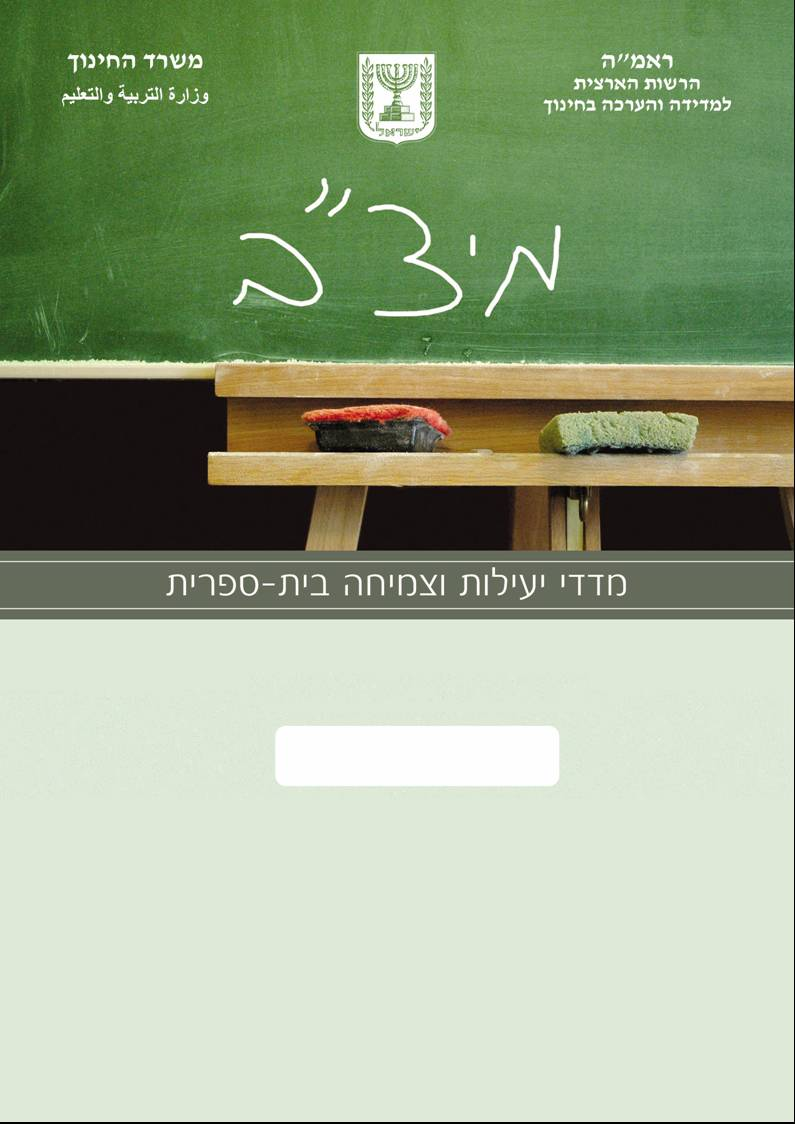 ראמ״ה
הרשות הארצית
למדידה והערכה בחינוך
ישראל
משרד החינוך
وزارة التربية والتعليم
מיצ״ב
מדדי יעילות וצמיחה בית-ספרית